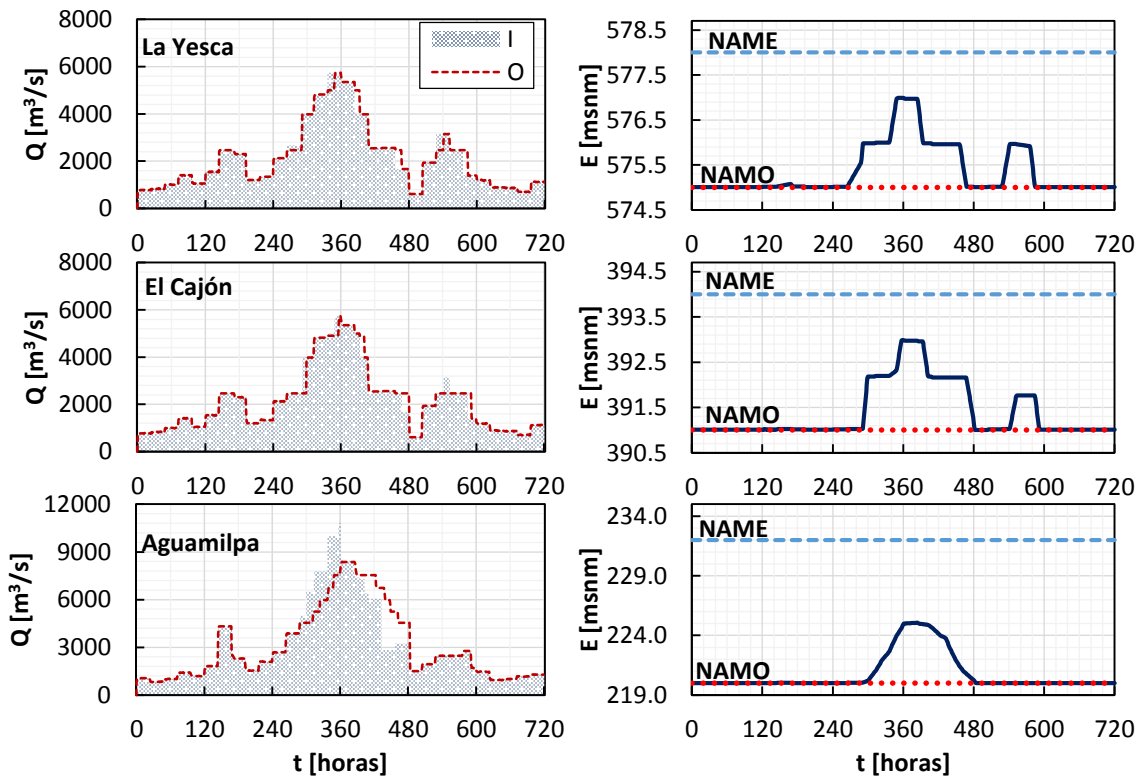 8000
6000
4000
2000
0
Q [m³/s]
La Yesca
I
O
0 120 240 360 480 600 720
578.5
577.5
576.5
575.5
574.5
E [msnm]
NAME
NAMO
0 120 240 360 480 600 720
8000
6000
4000
2000
0
Q [m³/s]
El Cajón
0 120 240 360 480 600 720
394.5
393.5
392.5
391.5
390.5
E [msnm]
NAME
NAMO
0 120 240 360 480 600 720
12000
9000
6000
3000
0
Q [m³/s]
Aguamilpa
0 120 240 360 480 600 720
t [horas]
234.0
229.0
224.0
219.0
E [msnm]
NAME
NAMO
0 120 240 360 480 600 720
t [horas]